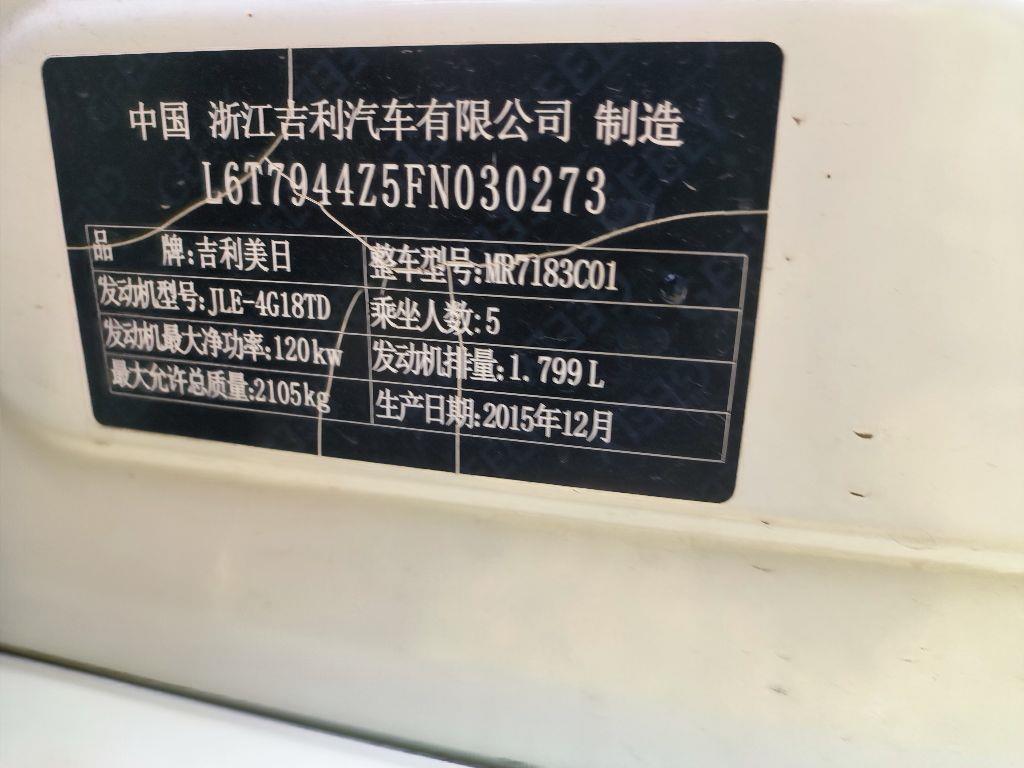 中国 浙江吉利汽车有限公司 制造
L6T7944Z5FN030273
品 牌:吉利美日 整车型号:MR7183C01
发动机型号:JLE-4G18TD 乘坐人数:5
发动机最大净功率:120kw 发动机排量:1.799L
最大允许总质量:2105kg 生产日期:2015年12月